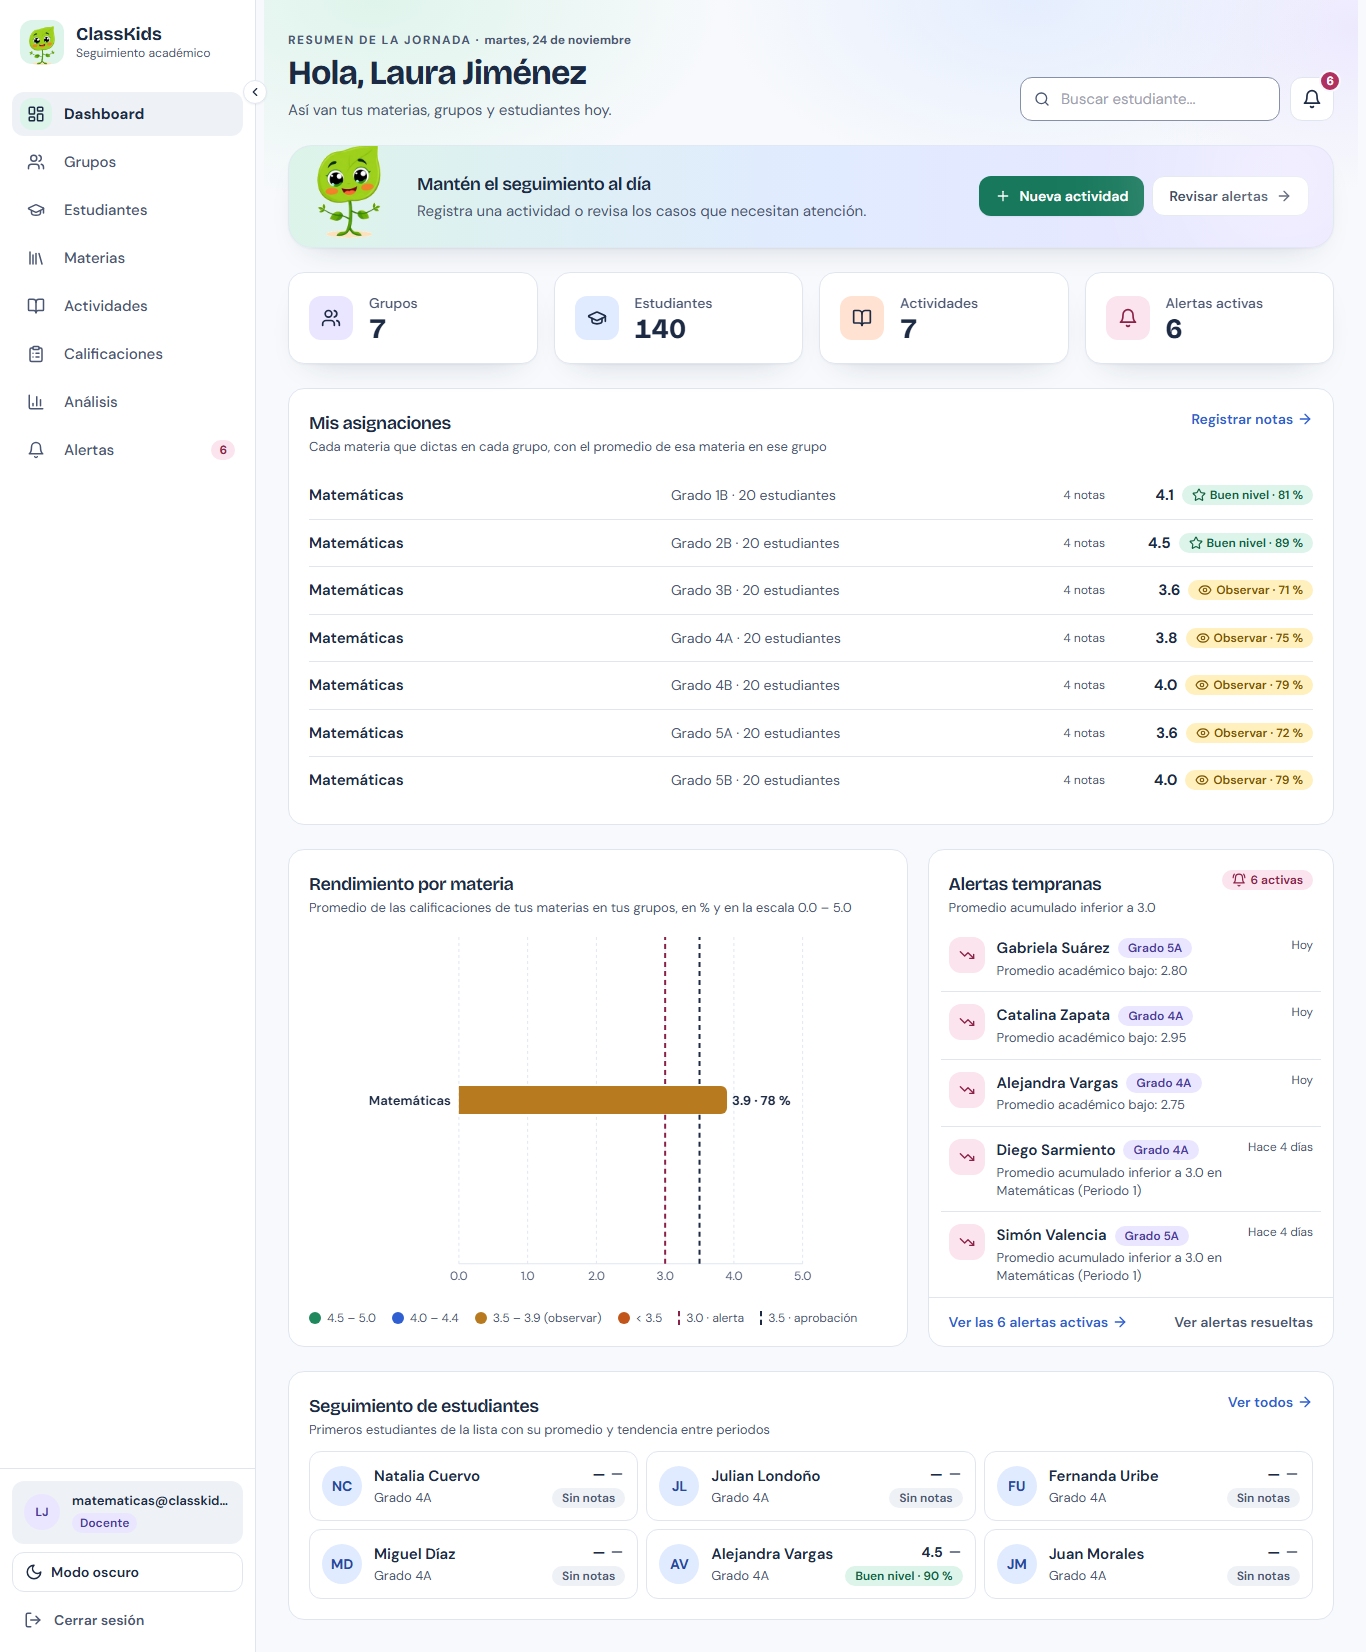 ClassKids
Seguimiento académico
Dashboard
Grupos
Estudiantes
Materias
Actividades
Calificaciones
Análisis
Alertas 6
matematicas@classkid...
LJ
Docente
Modo oscuro
Cerrar sesión
RESUMEN DE LA JORNADA · martes, 24 de noviembre
Hola, Laura Jiménez
Así van tus materias, grupos y estudiantes hoy.
Buscar estudiante...
6
Mantén el seguimiento al día
Registra una actividad o revisa los casos que necesitan atención.
Nueva actividad
Revisar alertas
Grupos
7
Estudiantes
140
Actividades
7
Alertas activas
6
Mis asignaciones
Registrar notas
Cada materia que dictas en cada grupo, con el promedio de esa materia en ese grupo
Matemáticas Grado 1B · 20 estudiantes 4 notas 4.1 Buen nivel · 81 %
Matemáticas Grado 2B · 20 estudiantes 4 notas 4.5 Buen nivel · 89 %
Matemáticas Grado 3B · 20 estudiantes 4 notas 3.6 Observar · 71 %
Matemáticas Grado 4A · 20 estudiantes 4 notas 3.8 Observar · 75 %
Matemáticas Grado 4B · 20 estudiantes 4 notas 4.0 Observar · 79 %
Matemáticas Grado 5A · 20 estudiantes 4 notas 3.6 Observar · 72 %
Matemáticas Grado 5B · 20 estudiantes 4 notas 4.0 Observar · 79 %
Rendimiento por materia
Promedio de las calificaciones de tus materias en tus grupos, en % y en la escala 0.0 – 5.0
Matemáticas 3.9 · 78 %
0.0 1.0 2.0 3.0 4.0 5.0
4.5 – 5.0 4.0 – 4.4 3.5 – 3.9 (observar) < 3.5 3.0 · alerta 3.5 · aprobación
Alertas tempranas
6 activas
Promedio acumulado inferior a 3.0
Gabriela Suárez Grado 5A Hoy
Promedio académico bajo: 2.80
Catalina Zapata Grado 4A Hoy
Promedio académico bajo: 2.95
Alejandra Vargas Grado 4A Hoy
Promedio académico bajo: 2.75
Diego Sarmiento Grado 4A Hace 4 días
Promedio acumulado inferior a 3.0 en
Matemáticas (Periodo 1)
Simón Valencia Grado 5A Hace 4 días
Promedio acumulado inferior a 3.0 en
Matemáticas (Periodo 1)
Ver las 6 alertas activas
Ver alertas resueltas
Seguimiento de estudiantes
Ver todos
Primeros estudiantes de la lista con su promedio y tendencia entre periodos
NC Natalia Cuervo —
Grado 4A Sin notas
JL Julian Londoño —
Grado 4A Sin notas
FU Fernanda Uribe —
Grado 4A Sin notas
MD Miguel Díaz —
Grado 4A Sin notas
AV Alejandra Vargas 4.5
Grado 4A Buen nivel · 90 %
JM Juan Morales —
Grado 4A Sin notas